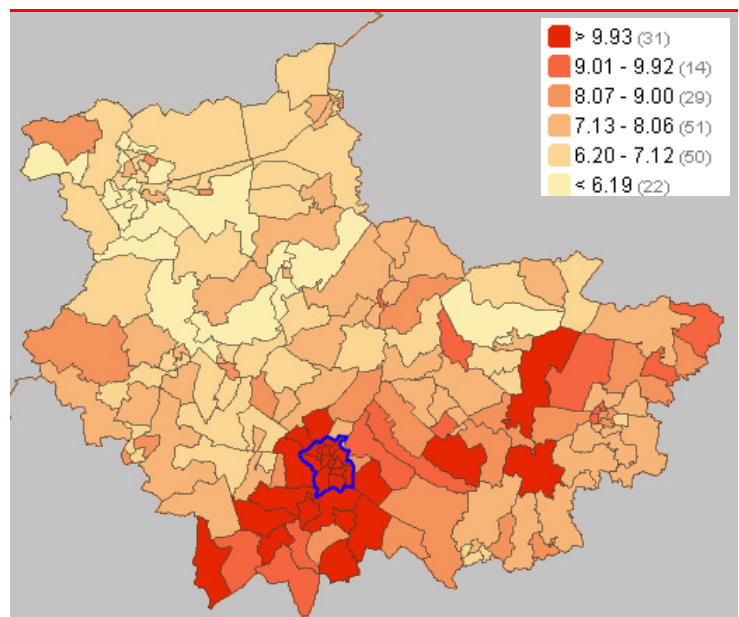 > 9.93 (31)
9.01 - 9.92 (14)
8.07 - 9.00 (29)
7.13 - 8.06 (51)
6.20 - 7.12 (50)
< 6.19 (22)